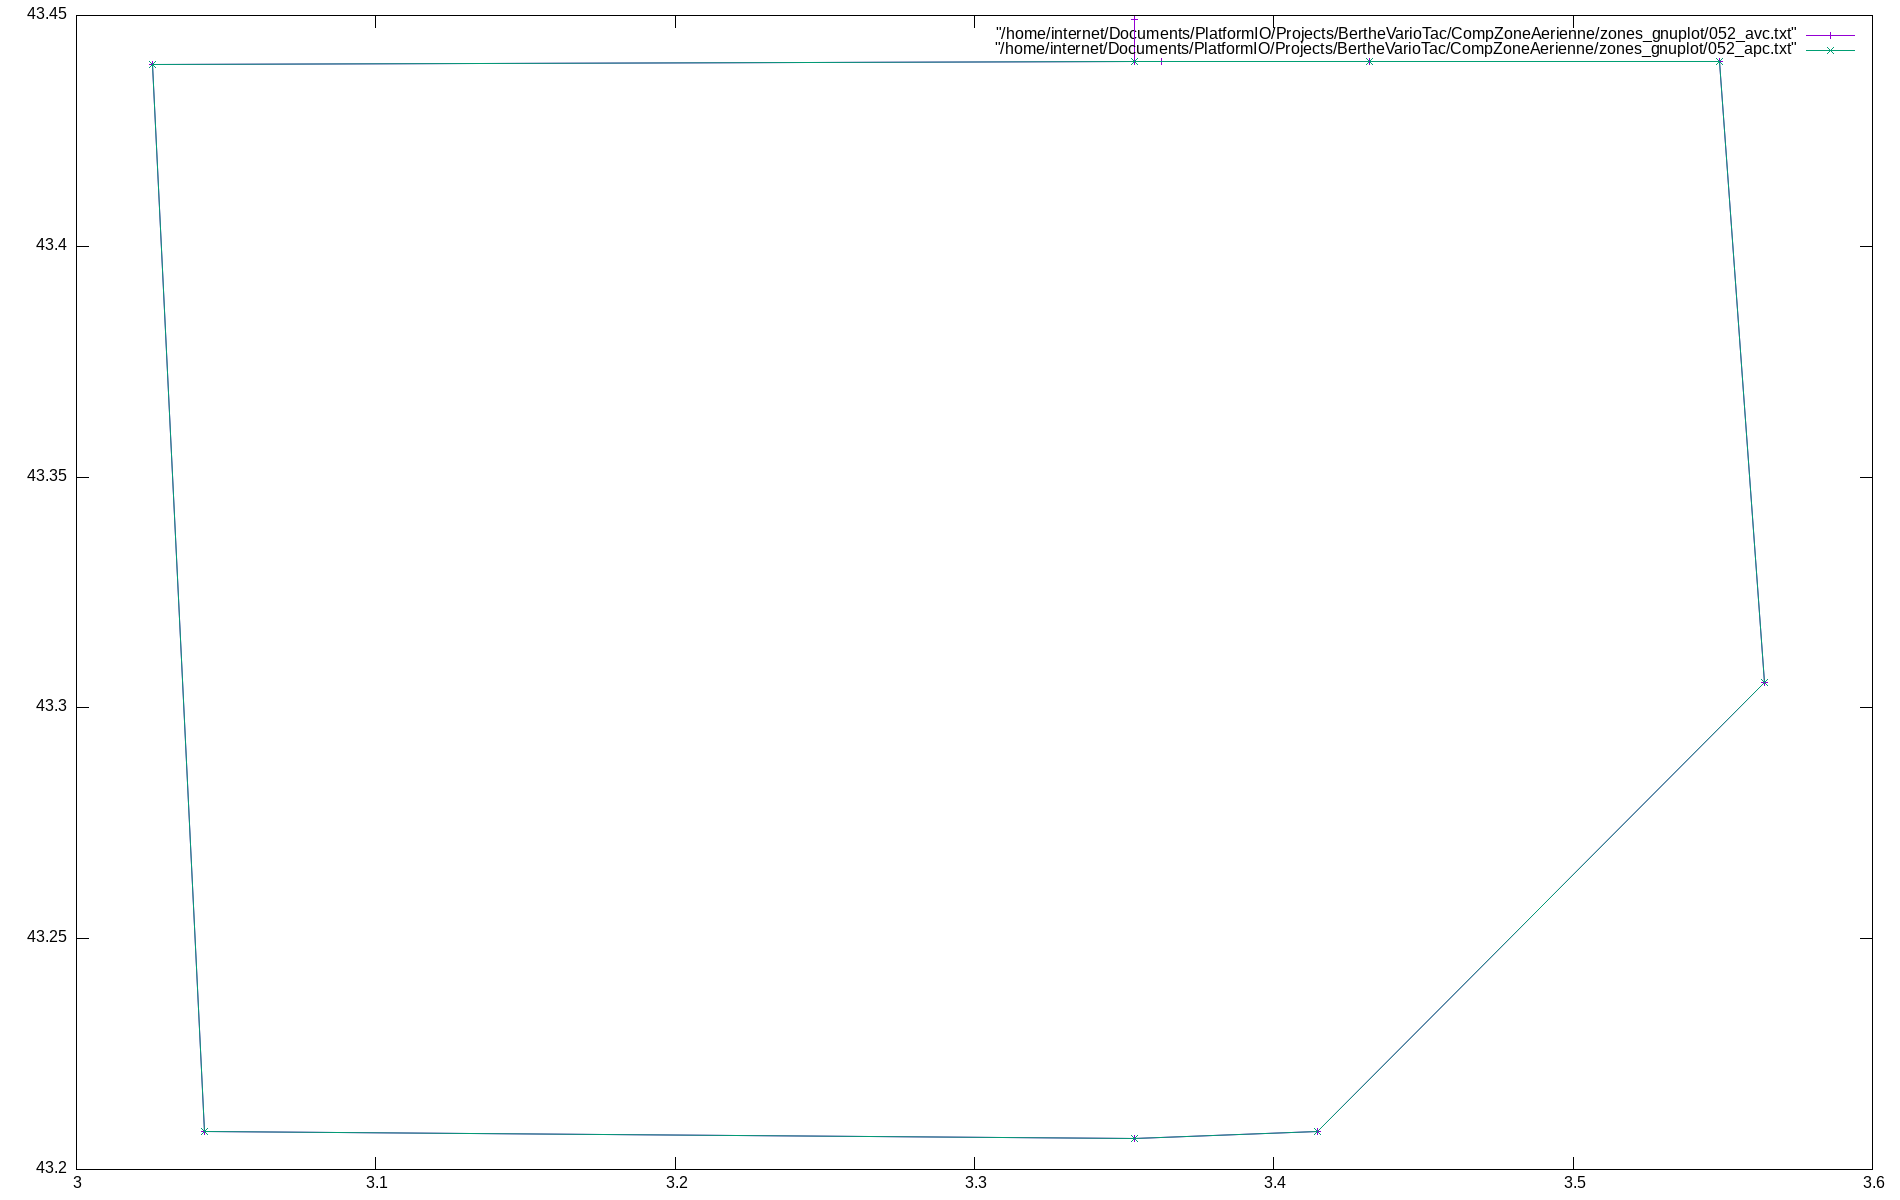 43.45
"/home/internet/Documents/PlatformIO/Projects/BertheVarioTac/CompZoneAerienne/zones_gnuplot/052_avc.txt"
"/home/internet/Documents/PlatformIO/Projects/BertheVarioTac/CompZoneAerienne/zones_gnuplot/052_apc.txt"
43.4
43.35
43.3
43.25
43.2
3 3.1 3.2 3.3 3.4 3.5 3.6